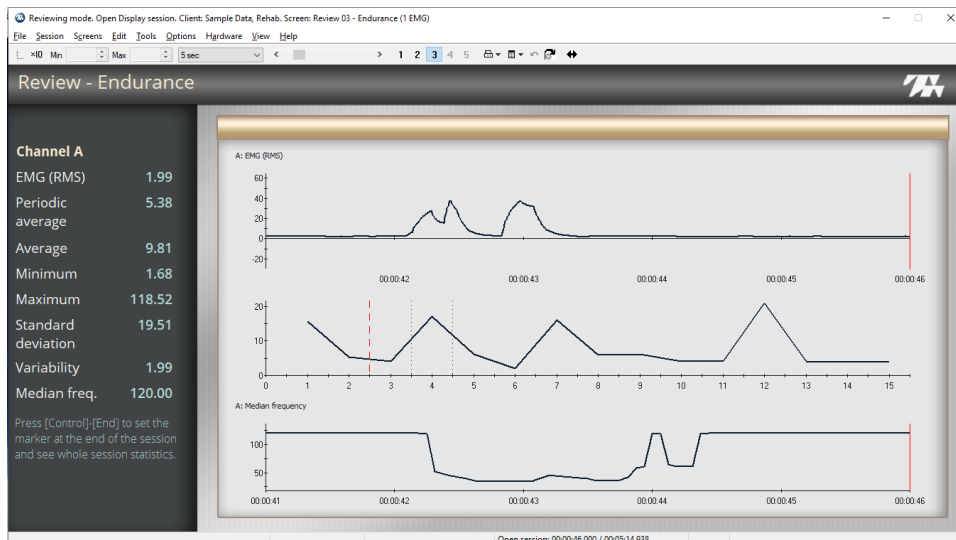 Reviewing mode. Open Display session. Client: Sample Data, Rehab. Screen: Review 03 - Endurance (1 EMG)
File Session Screens Edit Tools Options Hardware View Help
×10 Min Max 5 sec < > 1 2 3 4 5
Review - Endurance
Channel A
EMG (RMS) 1.99
Periodic average 5.38
Average 9.81
Minimum 1.68
Maximum 118.52
Standard deviation 19.51
Variability 1.99
Median freq. 120.00
Press [Control]-[End] to set the
marker at the end of the session
and see whole session statistics.
A: EMG (RMS)
60
40
20
0
-20
00:00:42 00:00:43 00:00:44 00:00:45 00:00:46
20
10
0
0 1 2 3 4 5 6 7 8 9 10 11 12 13 14 15
A: Median frequency
100
50
00:00:41 00:00:42 00:00:43 00:00:44 00:00:45 00:00:46
Open session: 00:00:46.000 / 00:05:14.938